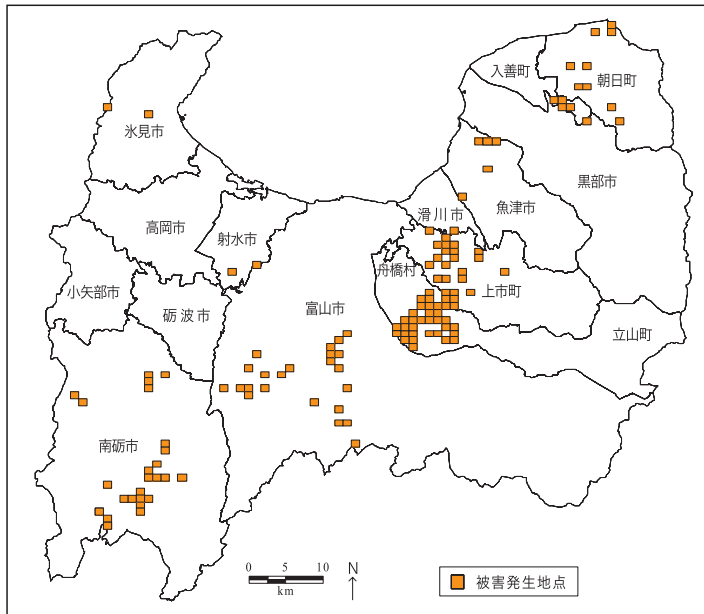 入善町
朝日町
氷見市
黒部市
魚津市
滑川市
高岡市
射水市
舟橋村
上市町
小矢部市
砺波市
富山市
立山町
南砺市
0 5 10
km
N
被害発生地点